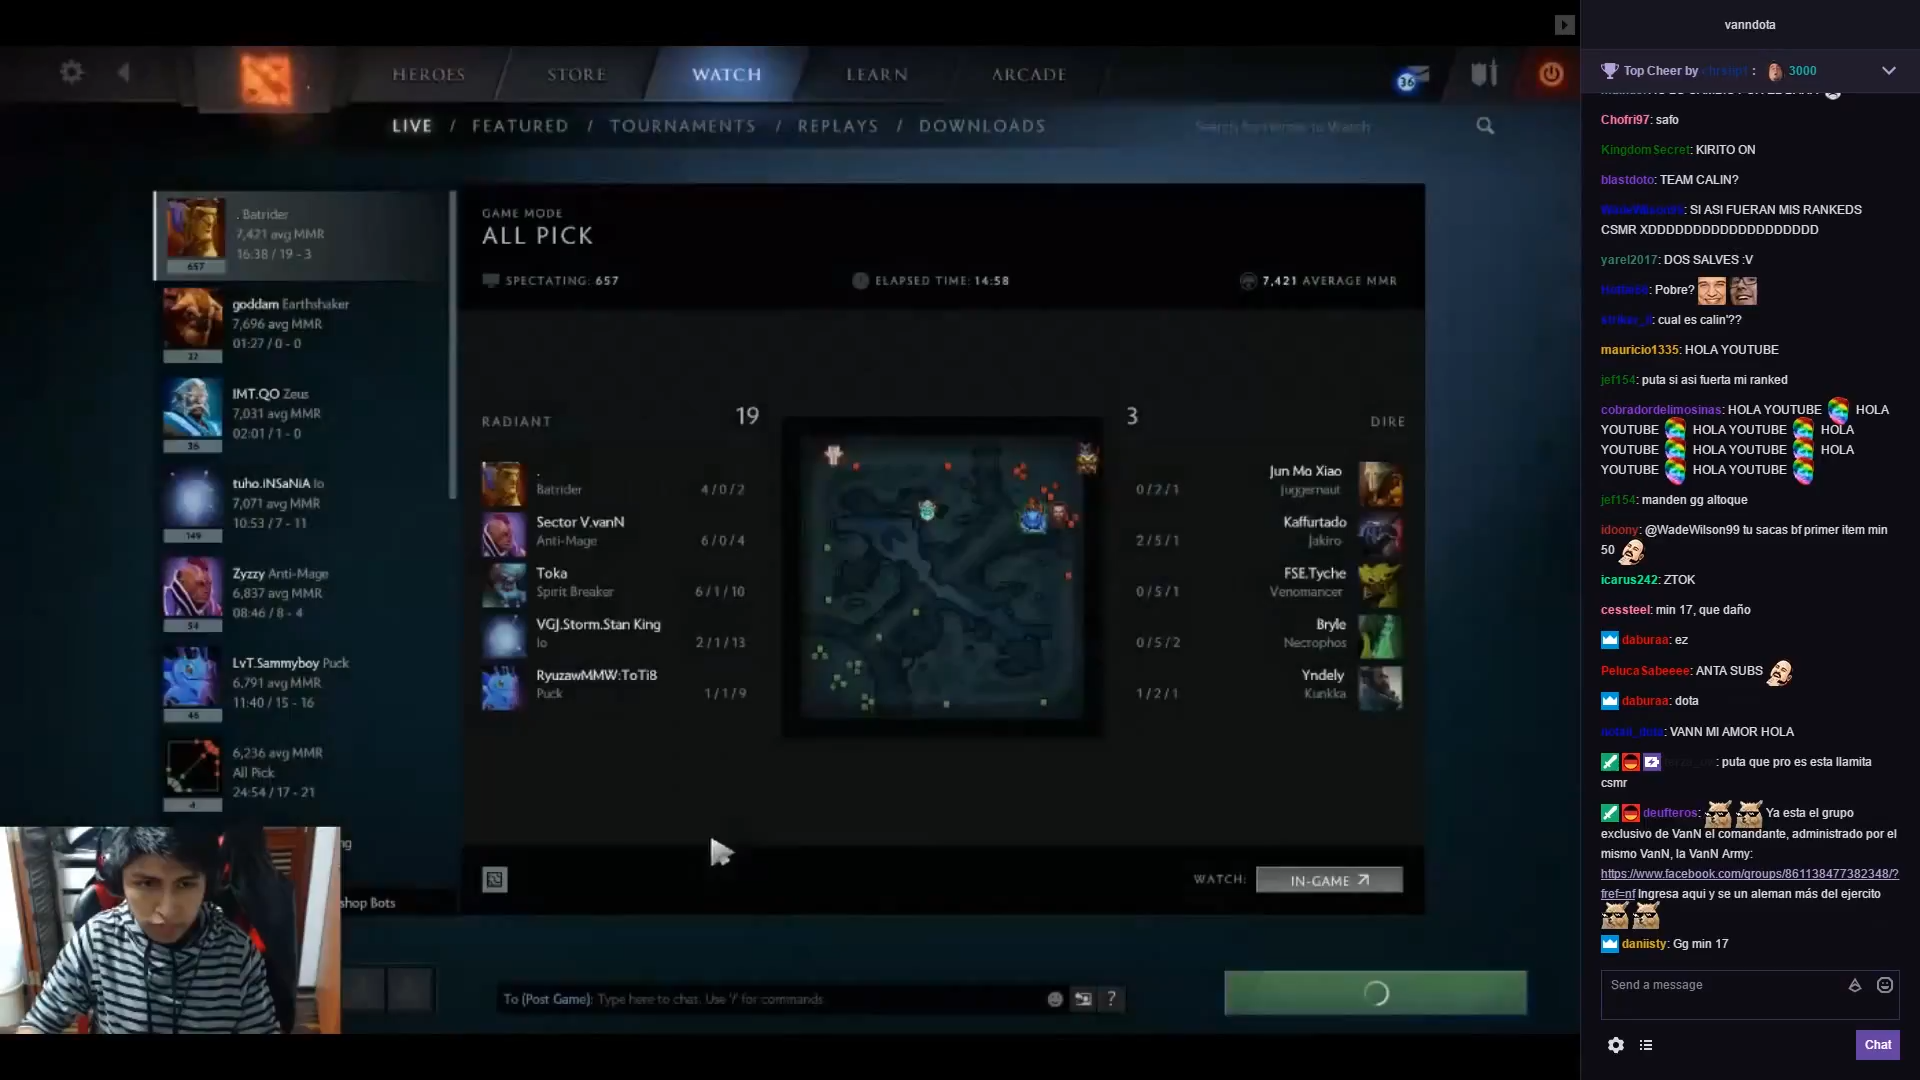 vanndota
HEROES
STORE
WATCH
LEARN
ARCADE
36
LIVE / FEATURED / TOURNAMENTS / REPLAYS / DOWNLOADS
. Batrider
7,421 avg MMR
16:38 / 19 - 3
657
goddam Earthshaker
7,696 avg MMR
01:27 / 0 - 0
IMT.QO Zeus
7,031 avg MMR
02:01 / 1 - 0
36
tuho.iNSaNiA Io
7,071 avg MMR
10:53 / 7 - 11
149
Zyzzy Anti-Mage
6,837 avg MMR
08:46 / 8 - 4
54
LvT.Sammyboy Puck
6,791 avg MMR
11:40 / 15 - 16
46
6,236 avg MMR
All Pick
24:54 / 17 - 21
shop Bots
GAME MODE
ALL PICK
SPECTATING: 657
ELAPSED TIME: 14:58
7,421 AVERAGE MMR
RADIANT
19
3
DIRE
.
Batrider
4/0/2
Sector V.vanN
Anti-Mage
6/0/4
Toka
Spirit Breaker
6/1/10
VGJ.Storm.Stan King
Io
2/1/13
RyuzawMMW:ToTi8
Puck
1/1/9
0/2/1
Jun Mo Xiao
Juggernaut
2/5/1
Kaffurtado
Jakiro
0/5/1
FSE.Tyche
Venomancer
0/5/2
Bryle
Necrophos
1/2/1
Yndely
Kunkka
WATCH:
IN-GAME
To (Post Game): Type here to chat. Use '/' for commands
?
Top Cheer by : 3000
Chofri97: safo
KingdomSecret: KIRITO ON
blastdoto: TEAM CALIN?
WadeWilson99: SI ASI FUERAN MIS RANKEDS
CSMR XDDDDDDDDDDDDDDDDDDD
yarel2017: DOS SALVES :V
: Pobre?
: cual es calin'??
mauricio1335: HOLA YOUTUBE
jef154: puta si asi fuerta mi ranked
cobradordelimosinas: HOLA YOUTUBE HOLA
YOUTUBE HOLA YOUTUBE HOLA
YOUTUBE HOLA YOUTUBE HOLA
YOUTUBE HOLA YOUTUBE
jef154: manden gg altoque
idoony: @WadeWilson99 tu sacas bf primer item min
50
icarus242: ZTOK
cessteel: min 17, que daño
daburaa: ez
PelucaSabeeee: ANTA SUBS
daburaa: dota
: VANN MI AMOR HOLA
: puta que pro es esta llamita
csmr
deufteros: Ya esta el grupo
exclusivo de VanN el comandante, administrado por el
mismo VanN, la VanN Army:
https://www.facebook.com/groups/861138477382348/?
fref=nf Ingresa aqui y se un aleman más del ejercito
daniisty: Gg min 17
Send a message
Chat